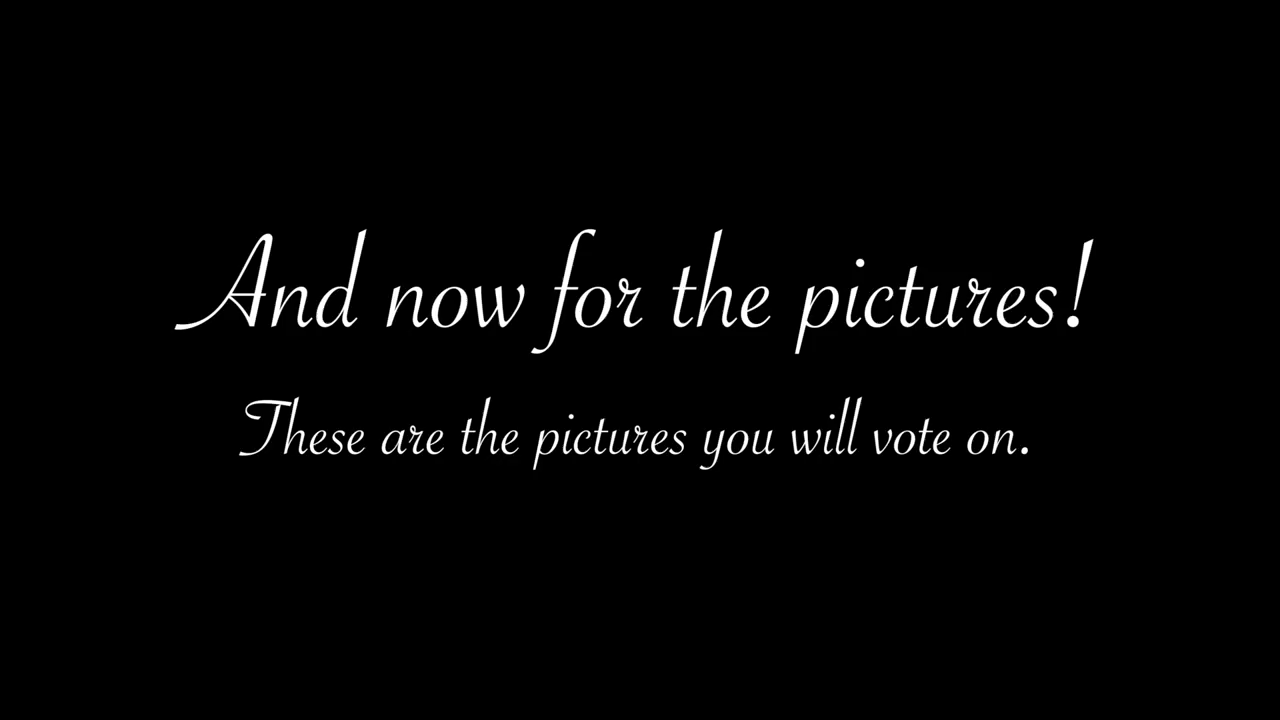 And now for the pictures!
These are the pictures you will vote on.